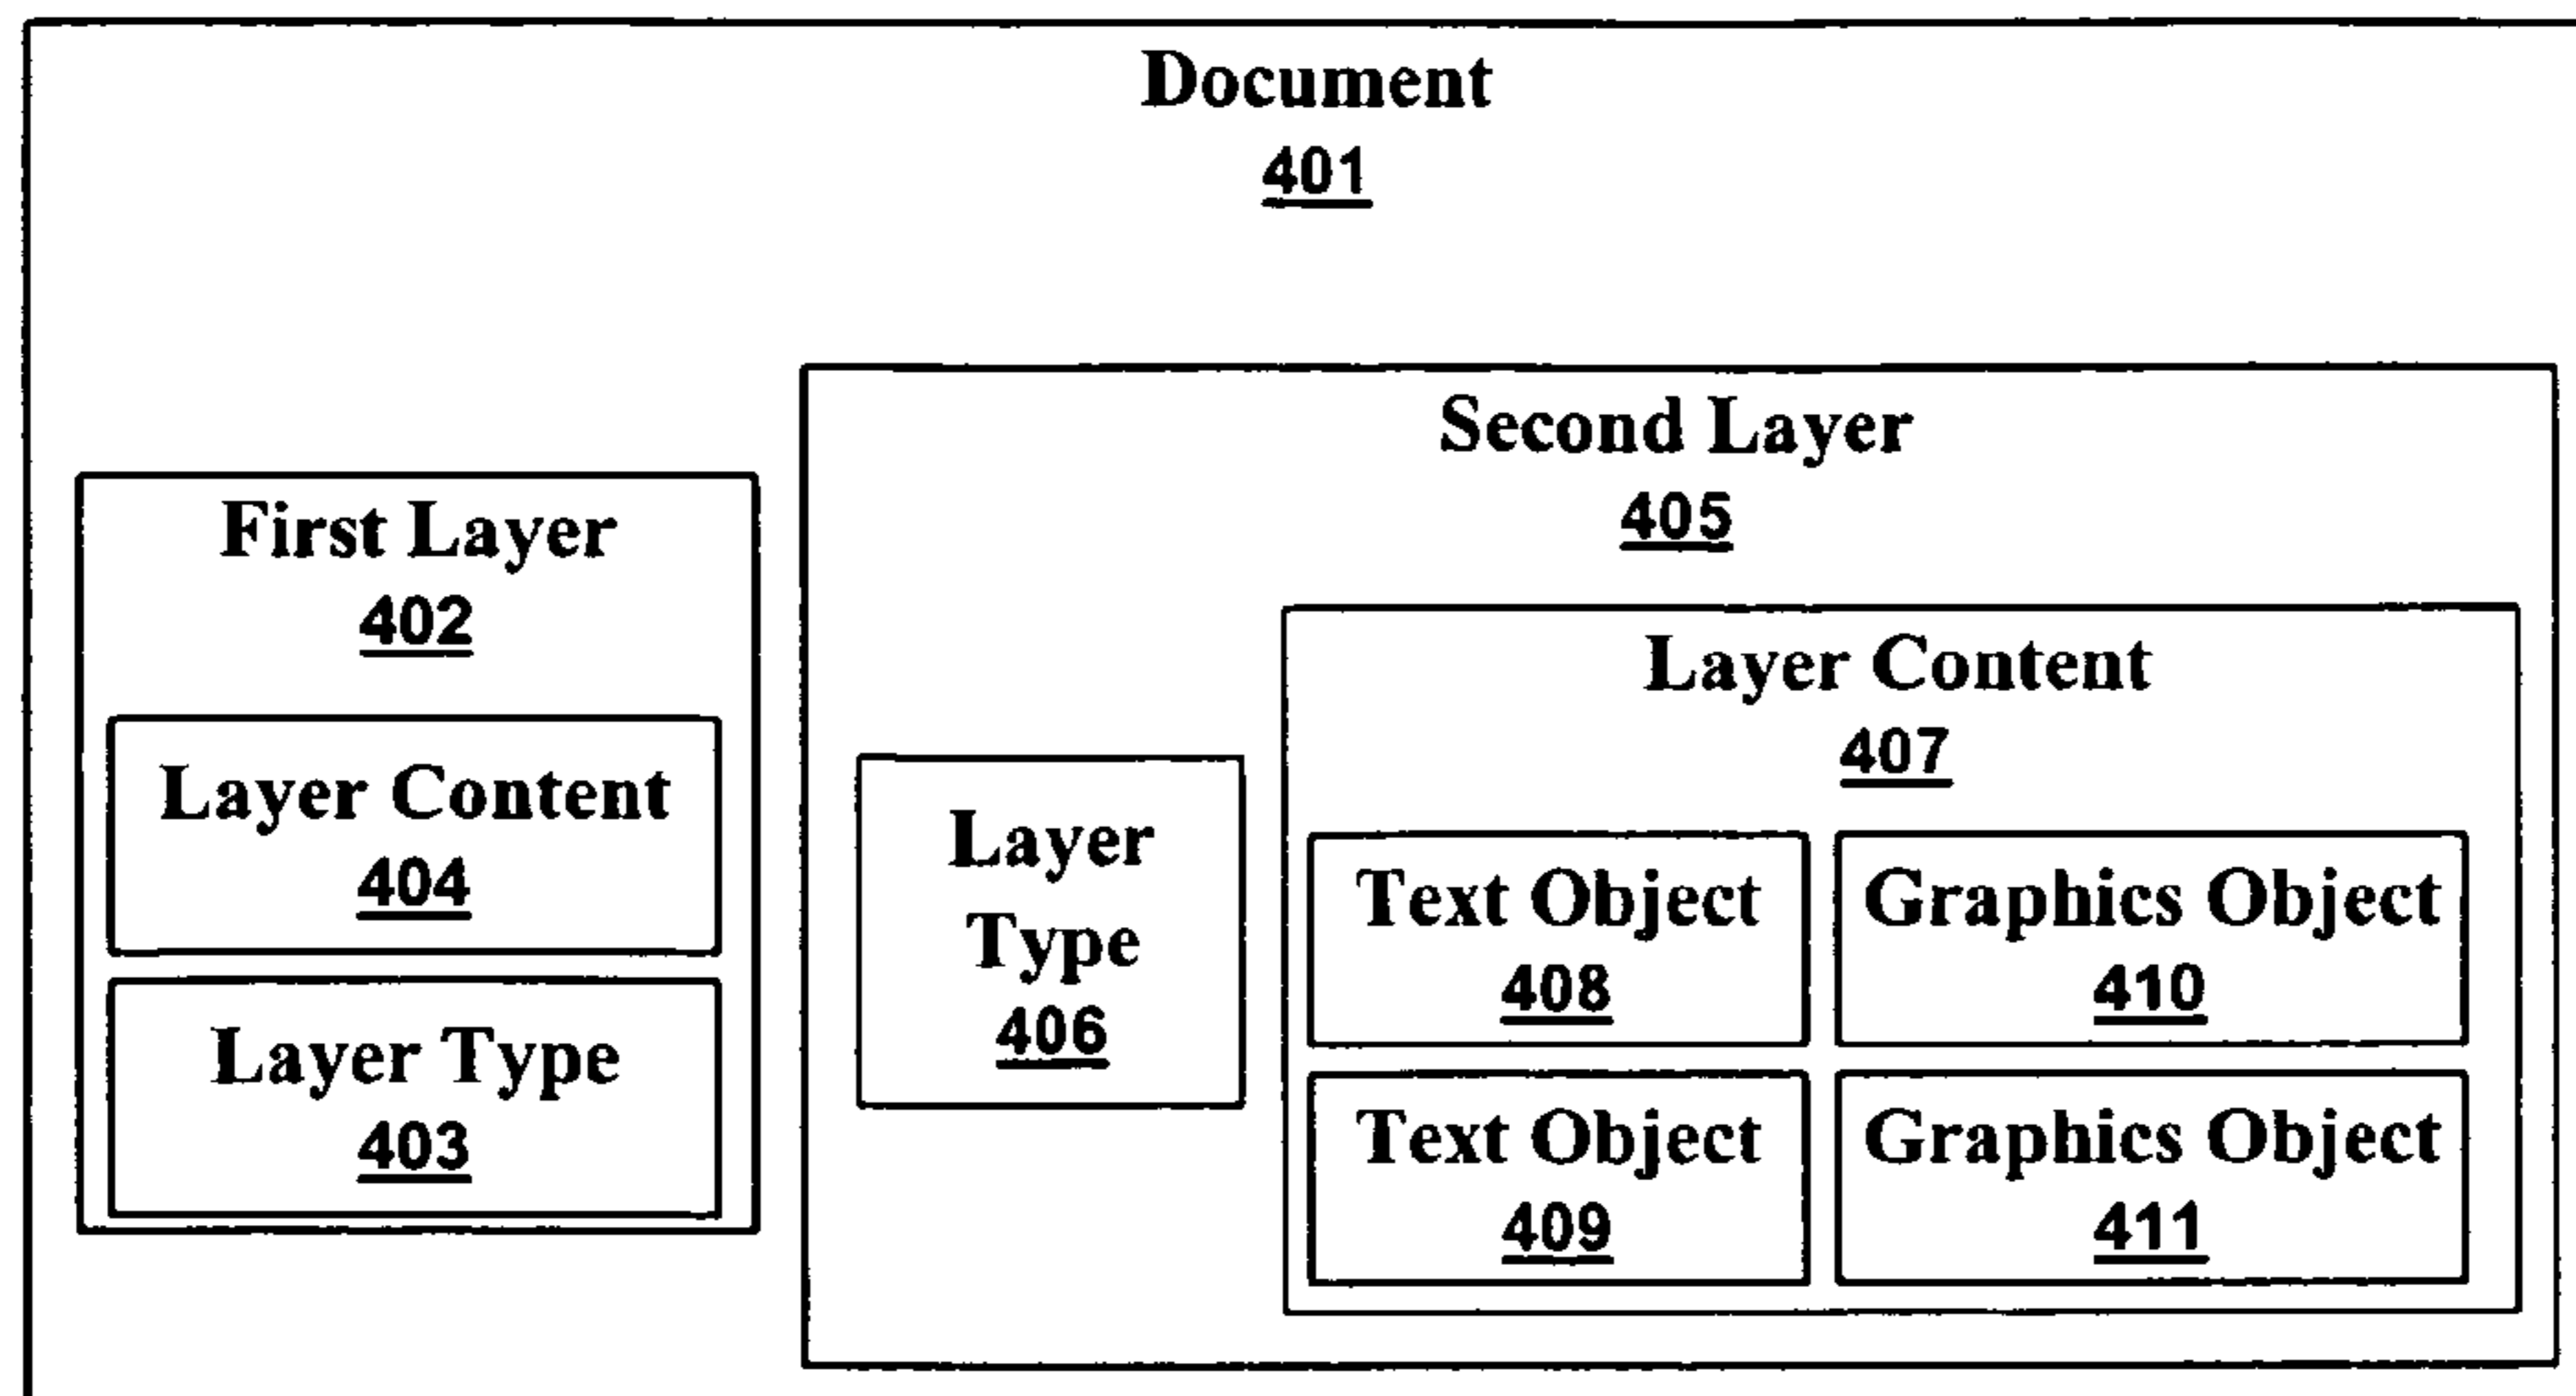 Document
401
First Layer
402
Layer Content
404
Layer Type
403
Second Layer
405
Layer
Type
406
Layer Content
407
Text Object
408
Graphics Object
410
Text Object
409
Graphics Object
411